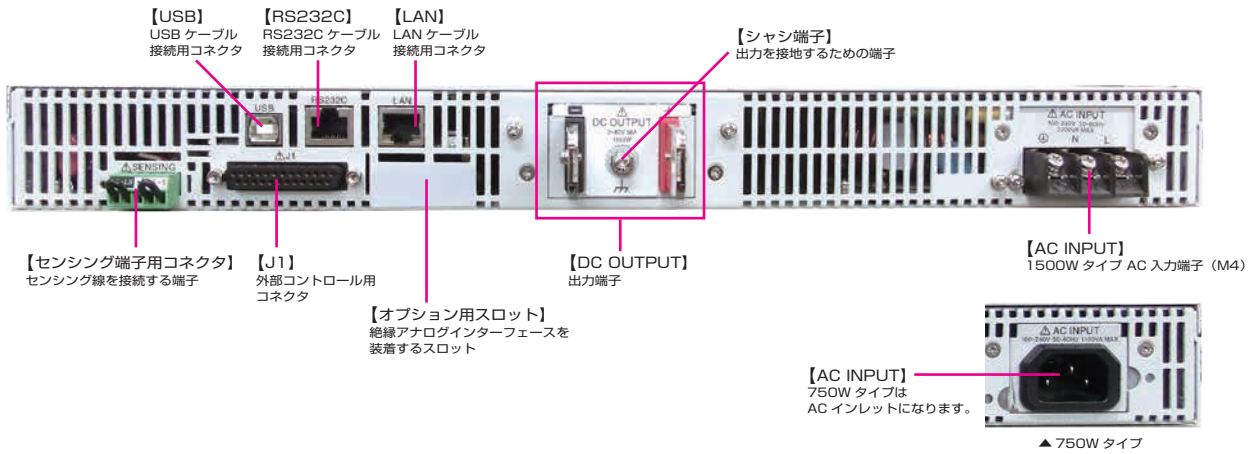 【USB】
USB ケーブル
接続用コネクタ
【RS232C】
RS232C ケーブル
接続用コネクタ
【LAN】
LAN ケーブル
接続用コネクタ
【シャシ端子】
出力を接地するための端子
USB
RS232C
LAN
⚠J1
⚠SENSING
⚠
DC OUTPUT
⚠ AC INPUT
N
L
【センシング端子用コネクタ】
センシング線を接続する端子
【J1】
外部コントロール用
コネクタ
【オプション用スロット】
絶縁アナログインターフェースを
装着するスロット
【DC OUTPUT】
出力端子
【AC INPUT】
1500W タイプ AC 入力端子（M4）
【AC INPUT】
750W タイプは
AC インレットになります。
⚠ AC INPUT
100-240V 50-60Hz 1100VA MAX
▲ 750W タイプ